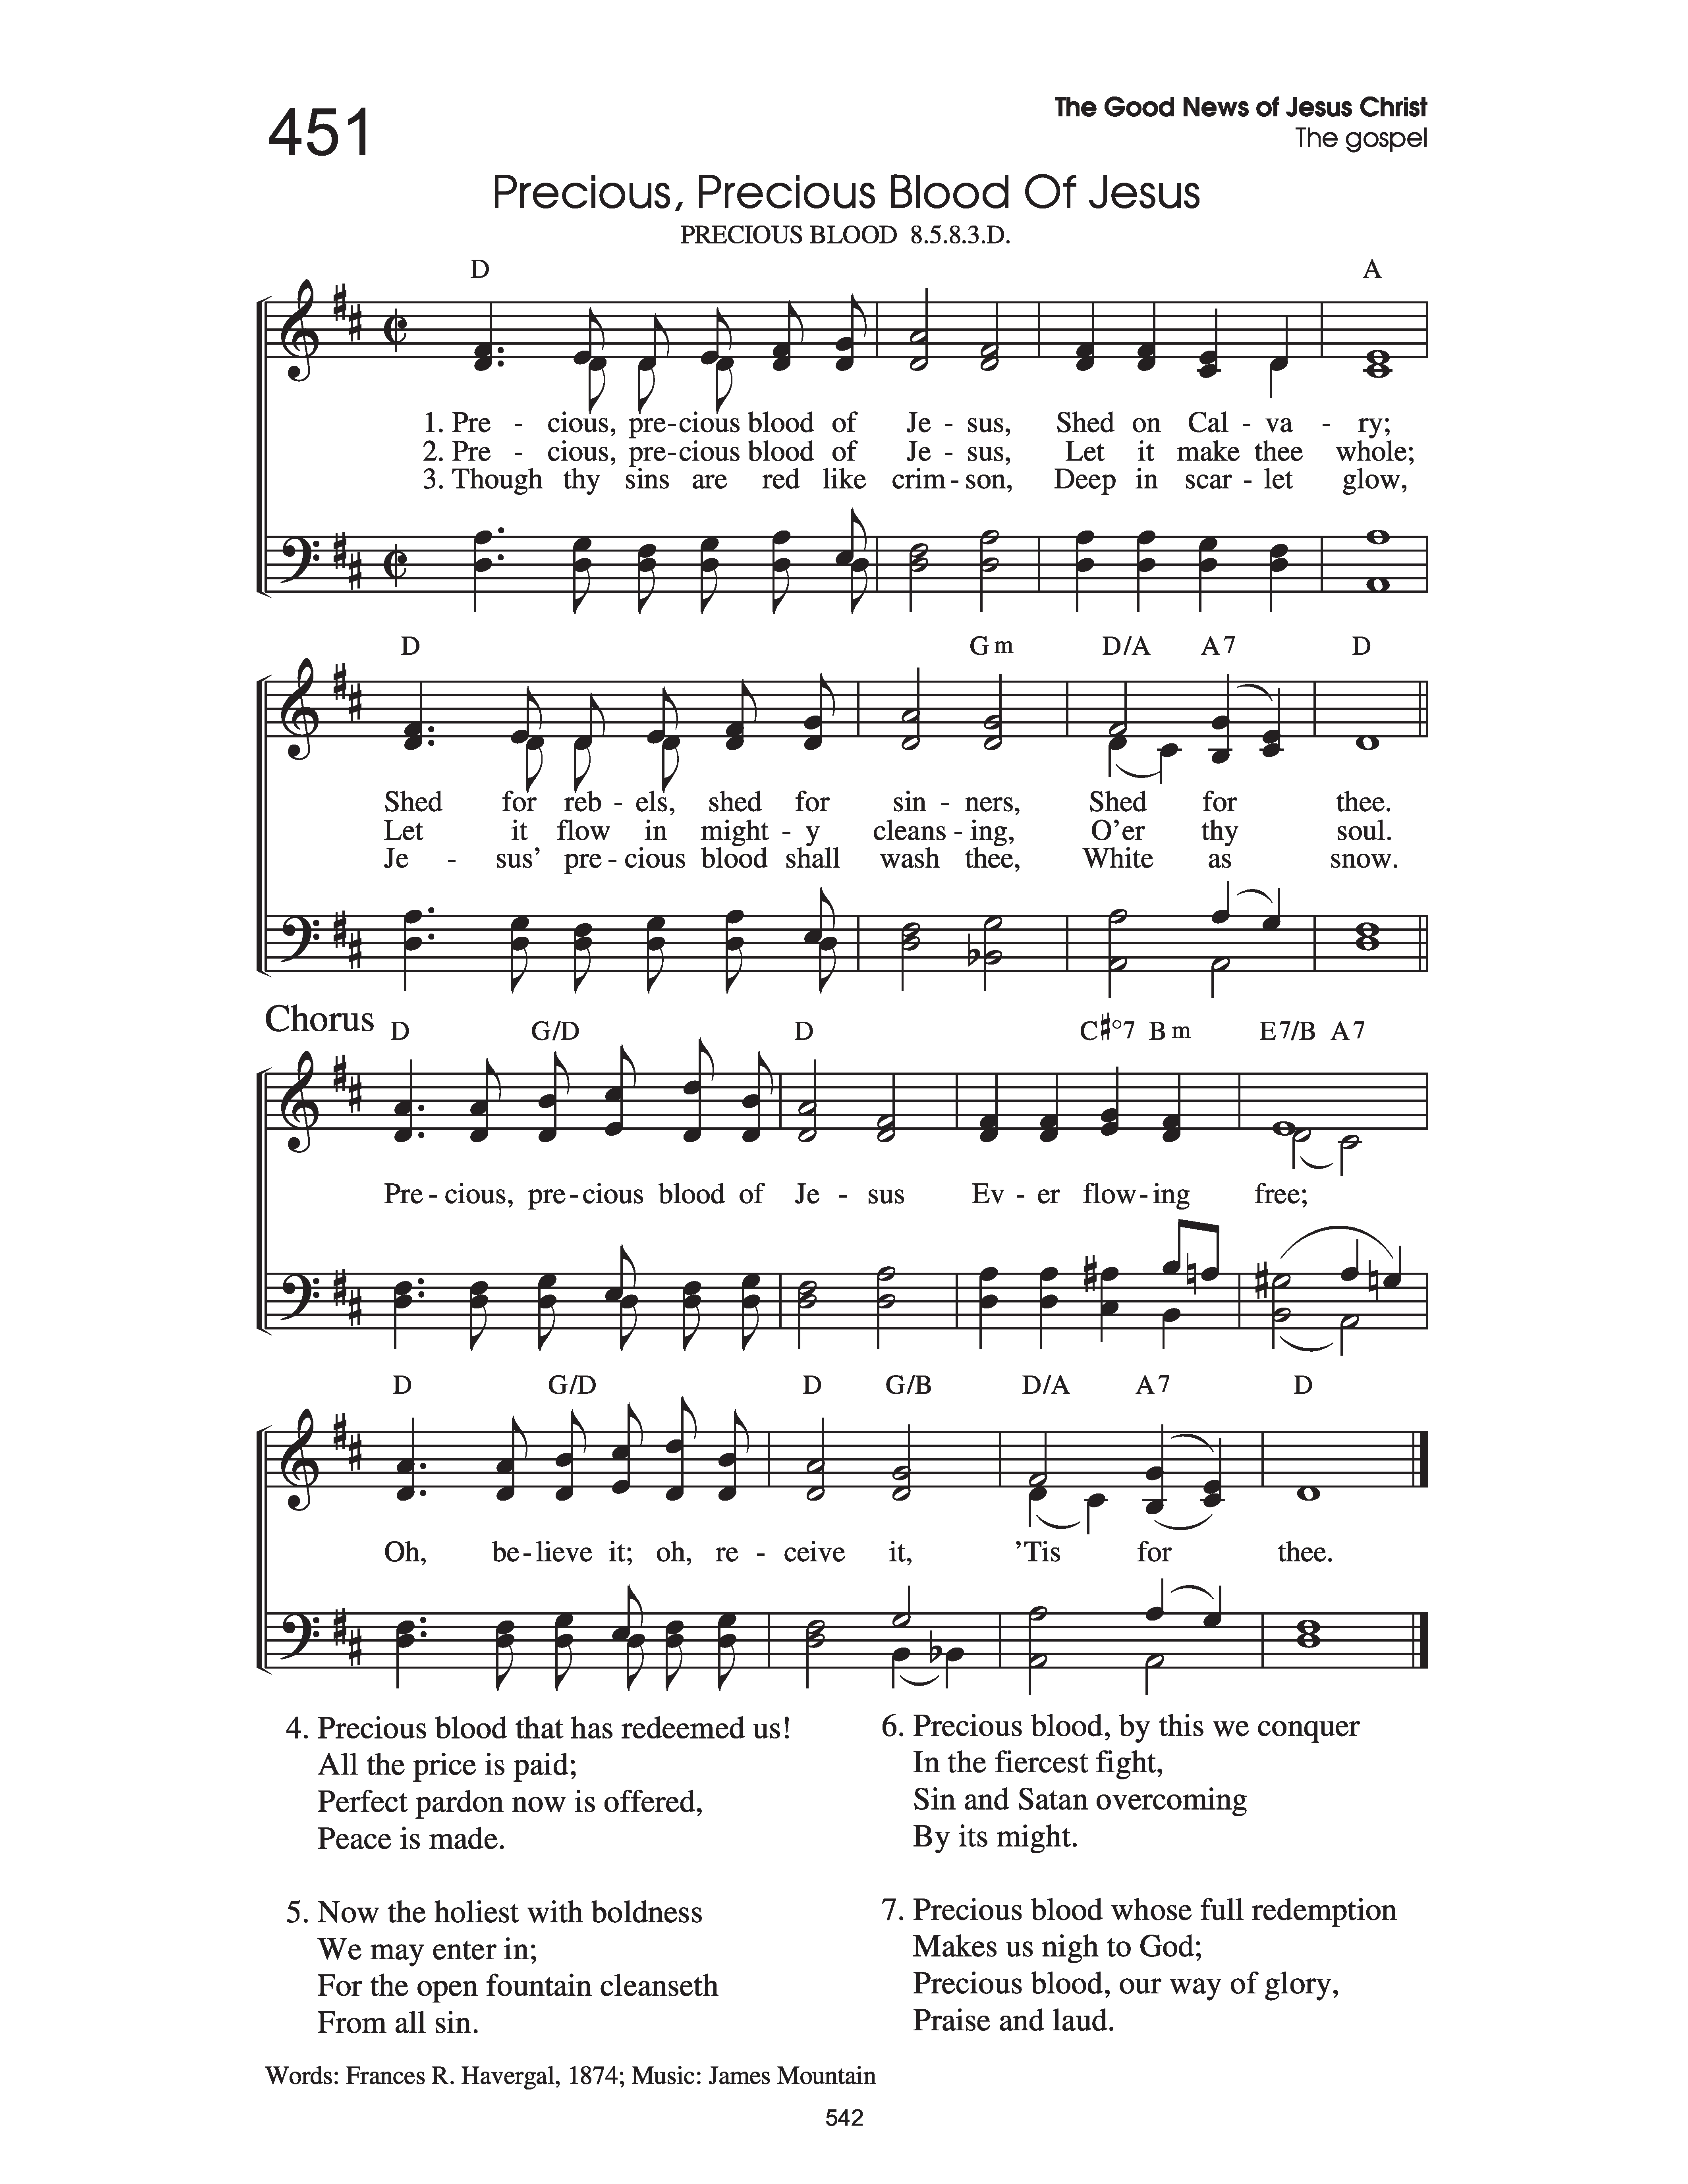 451
The Good News of Jesus Christ
The gospel
Precious, Precious Blood Of Jesus
PRECIOUS BLOOD 8.5.8.3.D.
D A
1. Pre - cious, pre - cious blood of Je - sus, Shed on Cal - va - ry;
2. Pre - cious, pre - cious blood of Je - sus, Let it make thee whole;
3. Though thy sins are red like crim - son, Deep in scar - let glow,
D Gm D/A A7 D
Shed for reb - els, shed for sin - ners, Shed for thee.
Let it flow in might - y cleans - ing, O’er thy soul.
Je - sus’ pre - cious blood shall wash thee, White as snow.
Chorus
D G/D D C♯°7 Bm E7/B A7
Pre - cious, pre - cious blood of Je - sus Ev - er flow - ing free;
D G/D D G/B D/A A7 D
Oh, be - lieve it; oh, re - ceive it, ’Tis for thee.
4. Precious blood that has redeemed us!
All the price is paid;
Perfect pardon now is offered,
Peace is made.
5. Now the holiest with boldness
We may enter in;
For the open fountain cleanseth
From all sin.
6. Precious blood, by this we conquer
In the fiercest fight,
Sin and Satan overcoming
By its might.
7. Precious blood whose full redemption
Makes us nigh to God;
Precious blood, our way of glory,
Praise and laud.
Words: Frances R. Havergal, 1874; Music: James Mountain
542